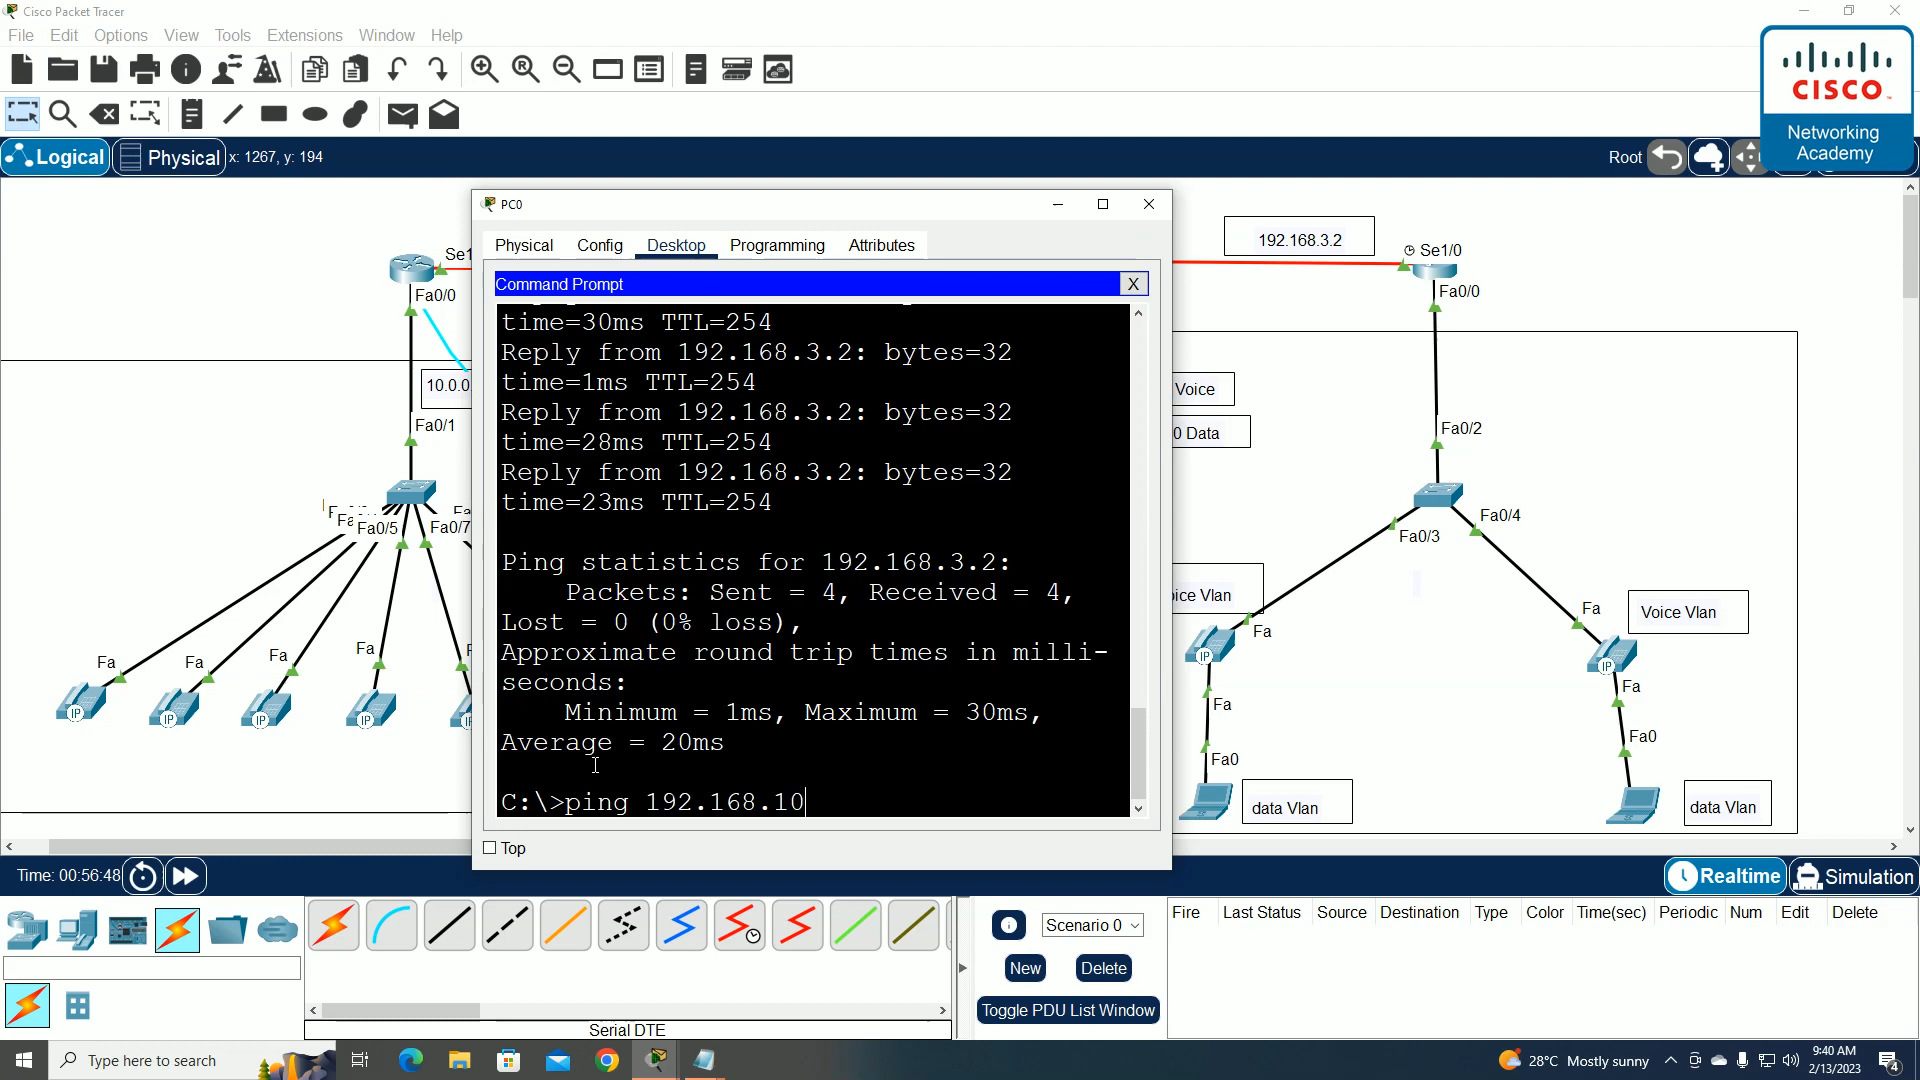 Cisco Packet Tracer
File Edit Options View Tools Extensions Window Help
CISCO
Networking
Academy
Logical Physical x: 1267, y: 194
Root
PC0
Physical Config Desktop Programming Attributes
Command Prompt X
time=30ms TTL=254
Reply from 192.168.3.2: bytes=32
time=1ms TTL=254
Reply from 192.168.3.2: bytes=32
time=28ms TTL=254
Reply from 192.168.3.2: bytes=32
time=23ms TTL=254
Ping statistics for 192.168.3.2:
Packets: Sent = 4, Received = 4,
Lost = 0 (0% loss),
Approximate round trip times in milli-
seconds:
Minimum = 1ms, Maximum = 30ms,
Average = 20ms
C:\>ping 192.168.10
Top
Se1
Fa0/0
10.0.0
Fa0/1
Fa0/5
Fa0/7
Fa
Fa
Fa
Fa
IP
IP
IP
IP
192.168.3.2
Se1/0
Fa0/0
Voice
0 Data
Fa0/2
Fa0/4
Fa0/3
Vlan
Fa
Fa
Voice Vlan
IP
IP
Fa
Fa
Fa0
Fa0
data Vlan
data Vlan
Time: 00:56:48
Realtime Simulation
Scenario 0
New Delete
Toggle PDU List Window
Fire Last Status Source Destination Type Color Time(sec) Periodic Num Edit Delete
Serial DTE
Type here to search
28°C Mostly sunny
9:40 AM
2/13/2023
4